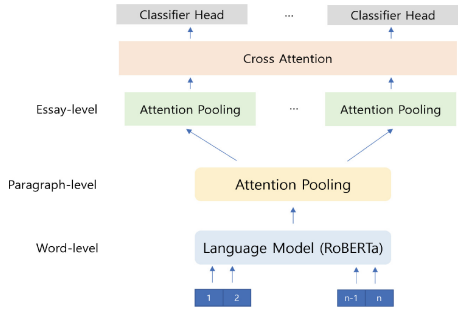 Classifier Head ... Classifier Head
Cross Attention
Essay-level Attention Pooling ... Attention Pooling
Paragraph-level Attention Pooling
Word-level Language Model (RoBERTa)
1 2 n-1 n